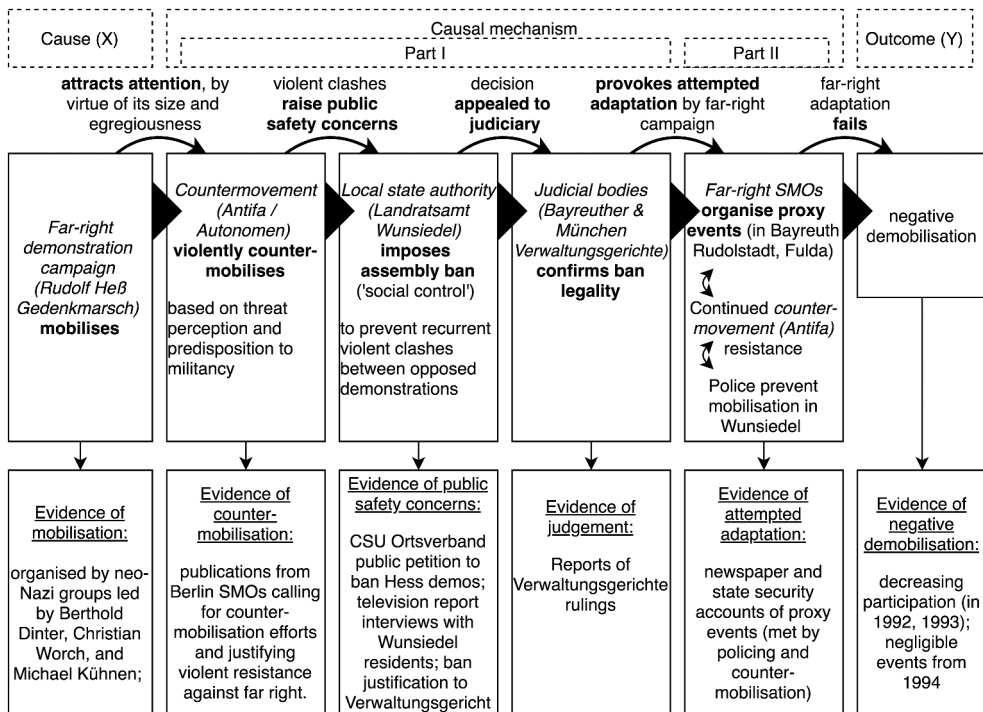 Cause (X)
Causal mechanism
Part I
Part II
Outcome (Y)
attracts attention, by
virtue of its size and
egregiousness
violent clashes
raise public
safety concerns
decision
appealed to
judiciary
provokes attempted
adaptation by far-right
campaign
far-right
adaptation
fails
Far-right
demonstration
campaign
(Rudolf Heß
Gedenkmarsch)
mobilises
Countermovement
(Antifa /
Autonomen)
violently counter-
mobilises
based on threat
perception and
predisposition to
militancy
Local state authority
(Landratsamt
Wunsiedel)
imposes
assembly ban
('social control')
to prevent recurrent
violent clashes
between opposed
demonstrations
Judicial bodies
(Bayreuther &
München
Verwaltungsgerichte)
confirms ban
legality
Far-right SMOs
organise proxy
events (in Bayreuth
Rudolstadt, Fulda)
Continued counter-
movement (Antifa)
resistance
Police prevent
mobilisation in
Wunsiedel
negative
demobilisation
Evidence of
mobilisation:
organised by neo-
Nazi groups led
by Berthold
Dinter, Christian
Worch, and
Michael Kühnen;
Evidence of
counter-
mobilisation:
publications from
Berlin SMOs calling
for counter-
mobilisation efforts
and justifying
violent resistance
against far right.
Evidence of public
safety concerns:
CSU Ortsverband
public petition to
ban Hess demos;
television report
interviews with
Wunsiedel
residents; ban
justification to
Verwaltungsgericht
Evidence of
judgement:
Reports of
Verwaltungsgerichte
rulings
Evidence of
attempted
adaptation:
newspaper and
state security
accounts of proxy
events (met by
policing and
counter-
mobilisation)
Evidence of
negative
demobilisation:
decreasing
participation (in
1992, 1993);
negligible
events from
1994